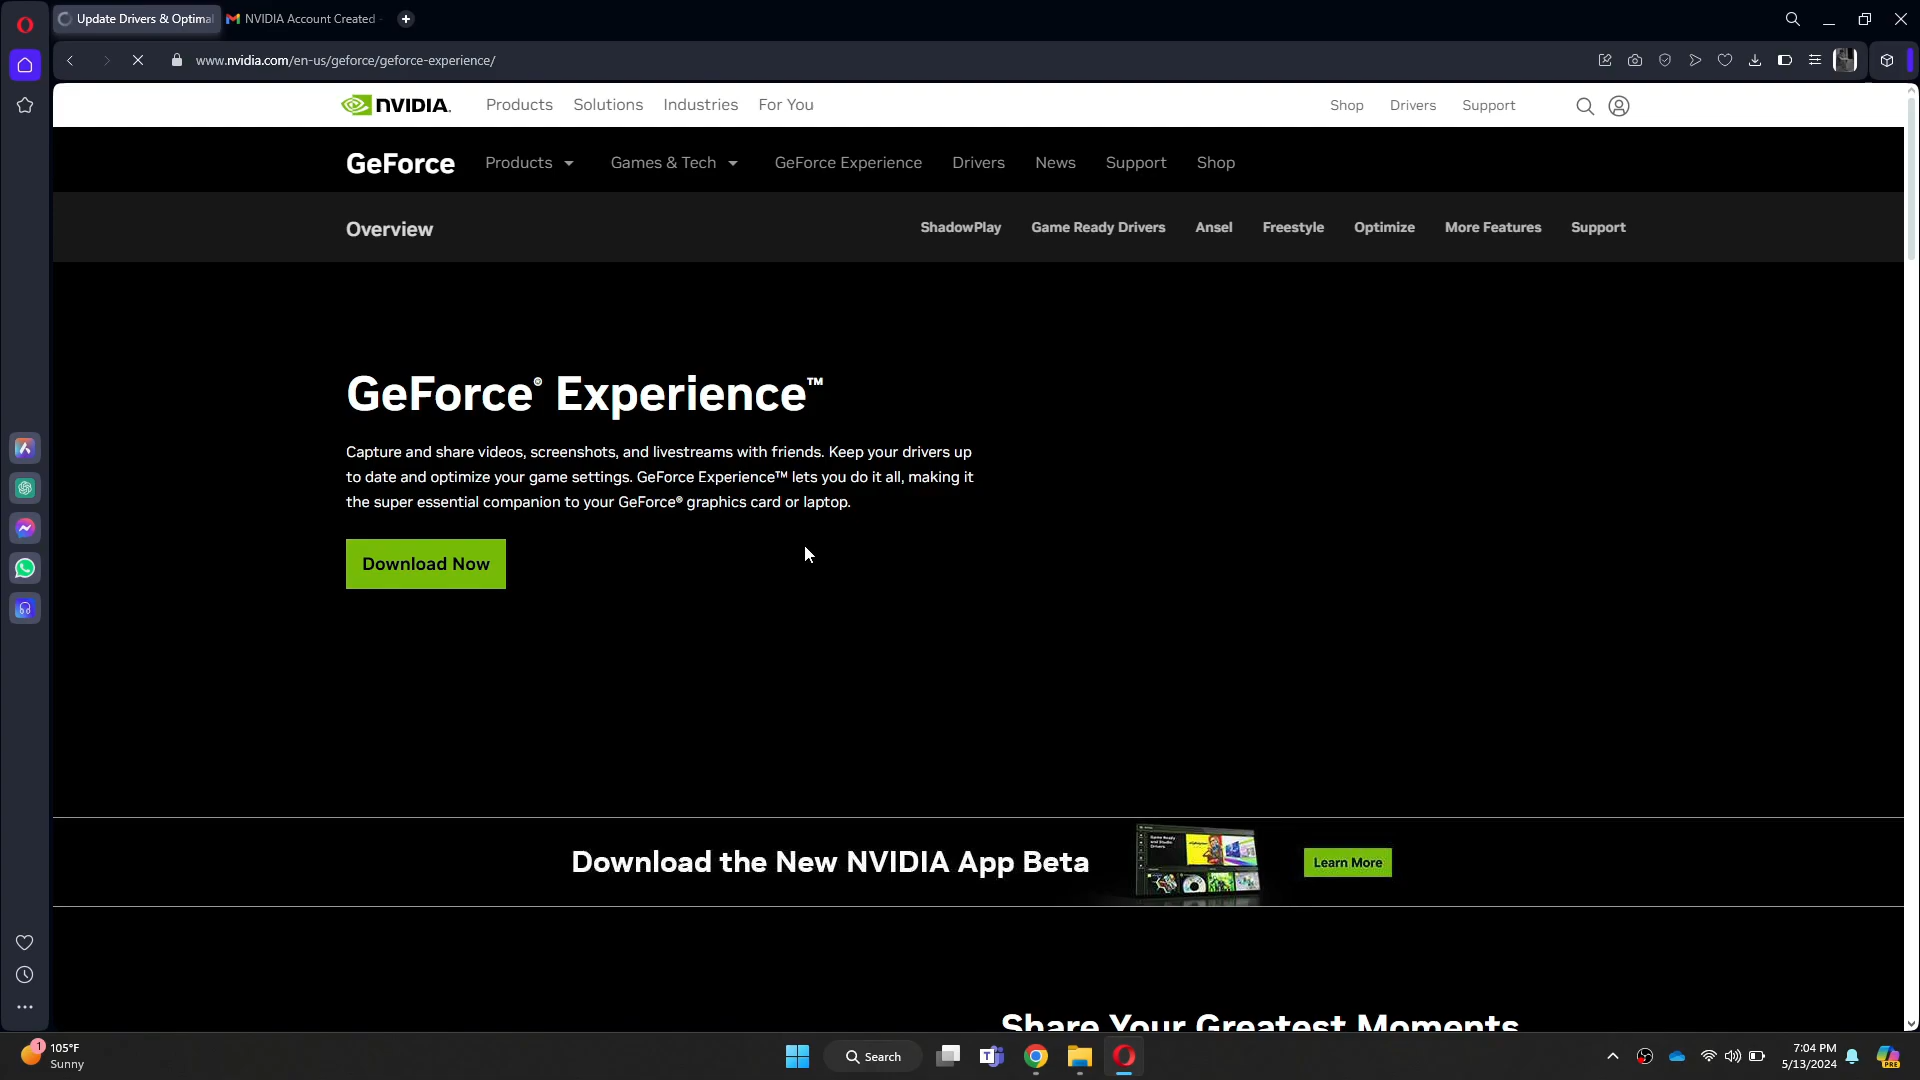 Update Drivers & Optimal
NVIDIA Account Created -
www.nvidia.com/en-us/geforce/geforce-experience/
NVIDIA. Products Solutions Industries For You Shop Drivers Support
GeForce Products Games & Tech GeForce Experience Drivers News Support Shop
Overview ShadowPlay Game Ready Drivers Ansel Freestyle Optimize More Features Support
GeForce® Experience™
Capture and share videos, screenshots, and livestreams with friends. Keep your drivers up
to date and optimize your game settings. GeForce Experience™ lets you do it all, making it
the super essential companion to your GeForce® graphics card or laptop.
Download Now
Download the New NVIDIA App Beta
Learn More
Share Your Greatest Moments
1
105°F
Sunny
Search
7:04 PM
5/13/2024
PRE